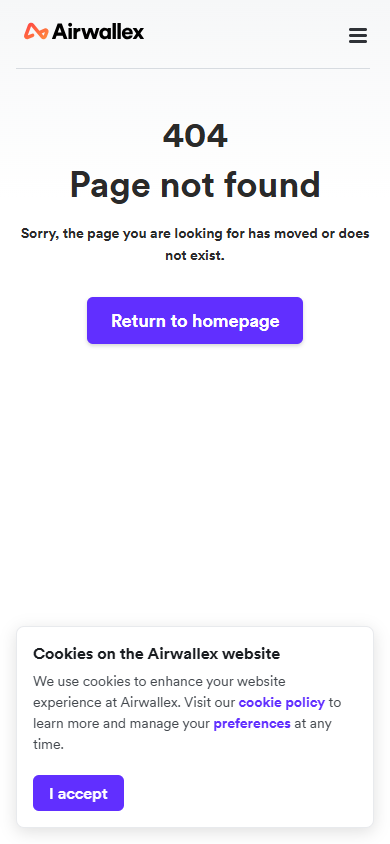 Airwallex
404
Page not found
Sorry, the page you are looking for has moved or does
not exist.
Return to homepage
Cookies on the Airwallex website
We use cookies to enhance your website
experience at Airwallex. Visit our cookie policy to
learn more and manage your preferences at any
time.
I accept